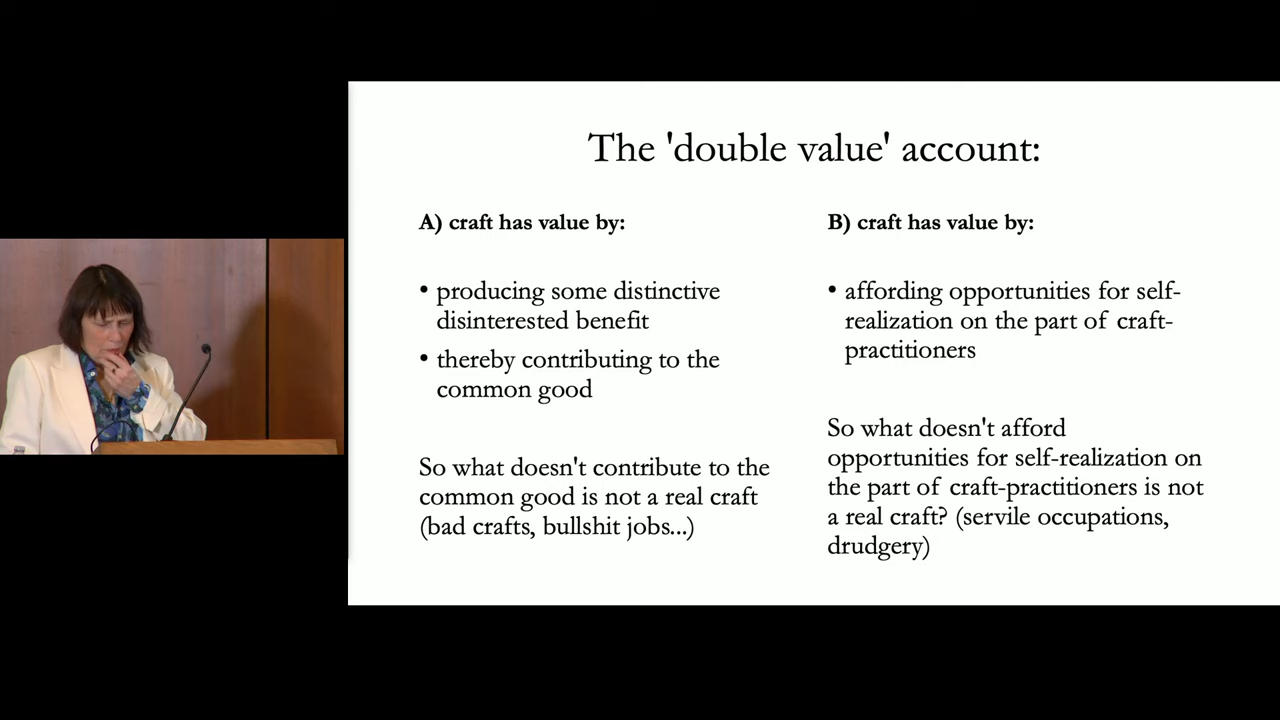 The 'double value' account:
A) craft has value by:
• producing some distinctive
disinterested benefit
• thereby contributing to the
common good
So what doesn't contribute to the
common good is not a real craft
(bad crafts, bullshit jobs...)
B) craft has value by:
• affording opportunities for self-
realization on the part of craft-
practitioners
So what doesn't afford
opportunities for self-realization on
the part of craft-practitioners is not
a real craft? (servile occupations,
drudgery)